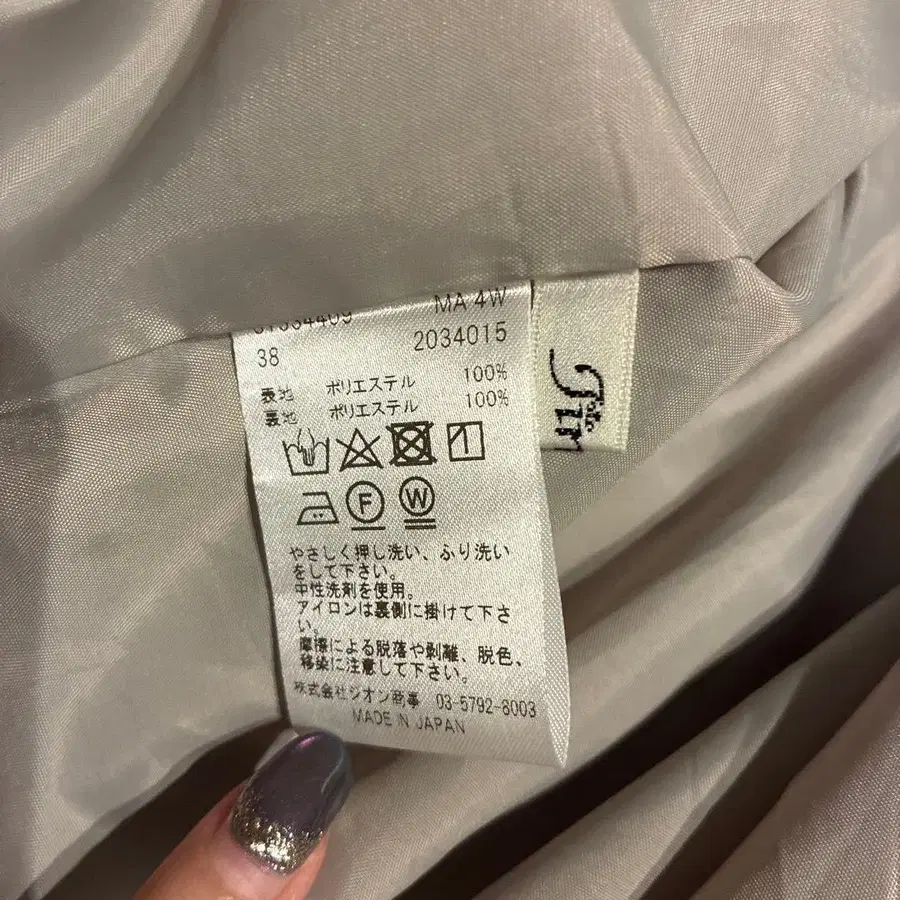 MA 4W
38 2034015
表地 ポリエステル 100%
裏地 ポリエステル 100%
F W
やさしく押し洗い、ふり洗い
をして下さい。
中性洗剤を使用。
アイロンは裏側に掛けて下さ
い。
摩擦による脱落や剥離、脱色、
移染に注意して下さい。
株式会社ジオン商事 03-5792-8003
MADE IN JAPAN